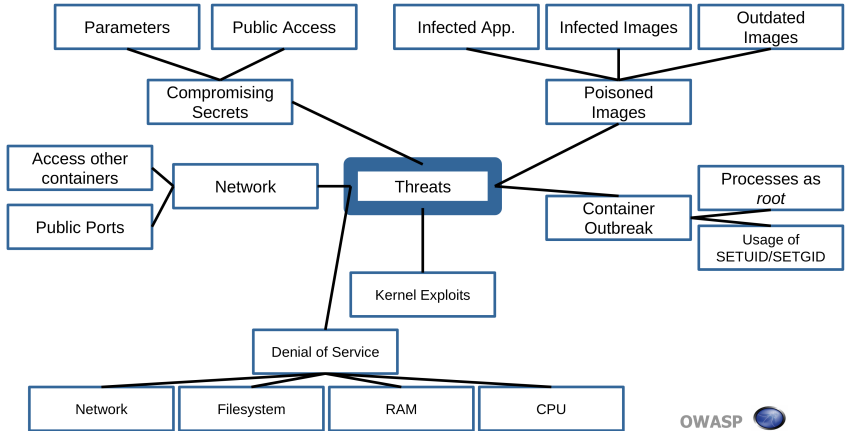 Parameters
Public Access
Infected App.
Infected Images
Outdated
Images
Compromising
Secrets
Poisoned
Images
Access other
containers
Network
Threats
Processes as
root
Public Ports
Container
Outbreak
Usage of
SETUID/SETGID
Kernel Exploits
Denial of Service
Network
Filesystem
RAM
CPU
OWASP